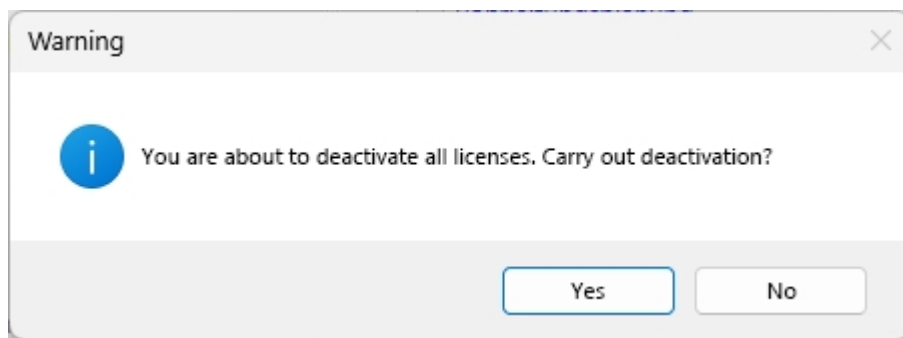 Warning
You are about to deactivate all licenses. Carry out deactivation?
Yes
No